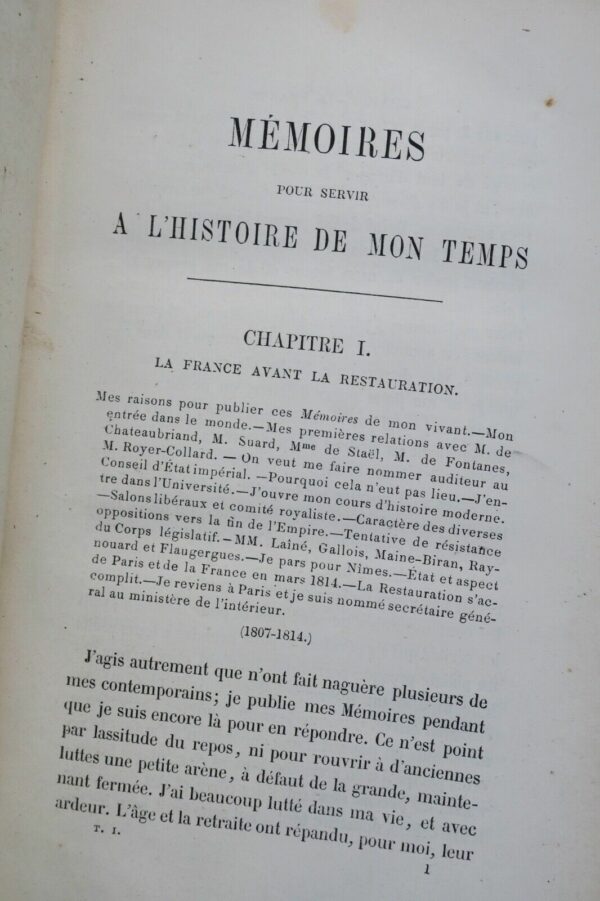 MÉMOIRES
POUR SERVIR
A L'HISTOIRE DE MON TEMPS
CHAPITRE I.
LA FRANCE AVANT LA RESTAURATION.
Mes raisons pour publier ces Mémoires de mon vivant.—Mon
entrée dans le monde.—Mes premières relations avec M. de
Chateaubriand, M. Suard, Mme de Staël, M. de Fontanes,
M. Royer-Collard. — On veut me faire nommer auditeur au
Conseil d'État impérial. —Pourquoi cela n'eut pas lieu.—J'en-
tre dans l'Université.—J'ouvre mon cours d'histoire moderne.
—Salons libéraux et comité royaliste.—Caractère des diverses
oppositions vers la fin de l'Empire.—Tentative de résistance
du Corps législatif.—MM. Laîné, Gallois, Maine-Biran, Ray-
nouard et Flaugergues.—Je pars pour Nîmes.—État et aspect
de Paris et de la France en mars 1814.—La Restauration s'ac-
complit.—Je reviens à Paris et je suis nommé secrétaire géné-
ral au ministère de l'intérieur.
(1807-1814.)
J'agis autrement que n'ont fait naguère plusieurs de
mes contemporains; je publie mes Mémoires pendant
que je suis encore là pour en répondre. Ce n'est point
par lassitude du repos, ni pour rouvrir à d'anciennes
luttes une petite arène, à défaut de la grande, mainte-
nant fermée. J'ai beaucoup lutté dans ma vie, et avec
ardeur. L'âge et la retraite ont répandu, pour moi, leur
T. I.
1